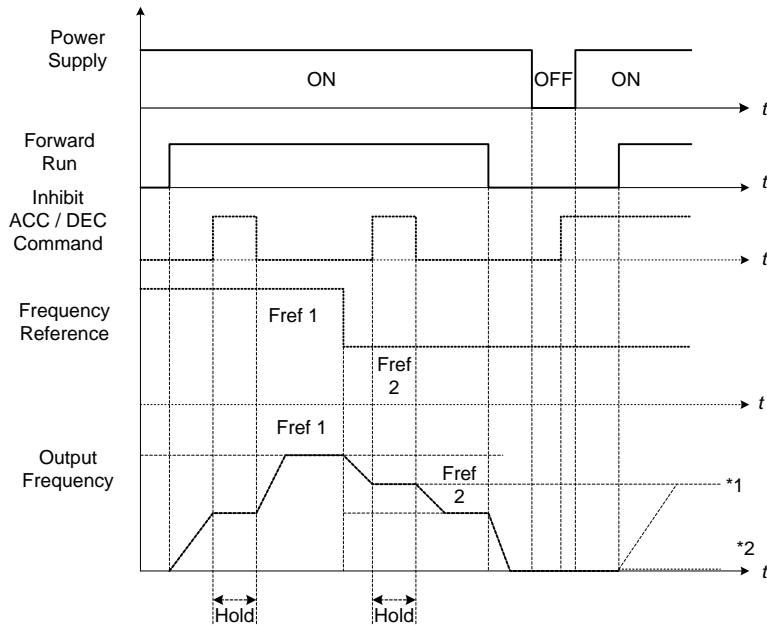 Power
Supply
ON
OFF
ON
t
Forward
Run
t
Inhibit
ACC / DEC
Command
t
Frequency
Reference
Fref 1
Fref
2
t
Output
Frequency
Fref 1
Fref
2
*1
*2
t
Hold
Hold